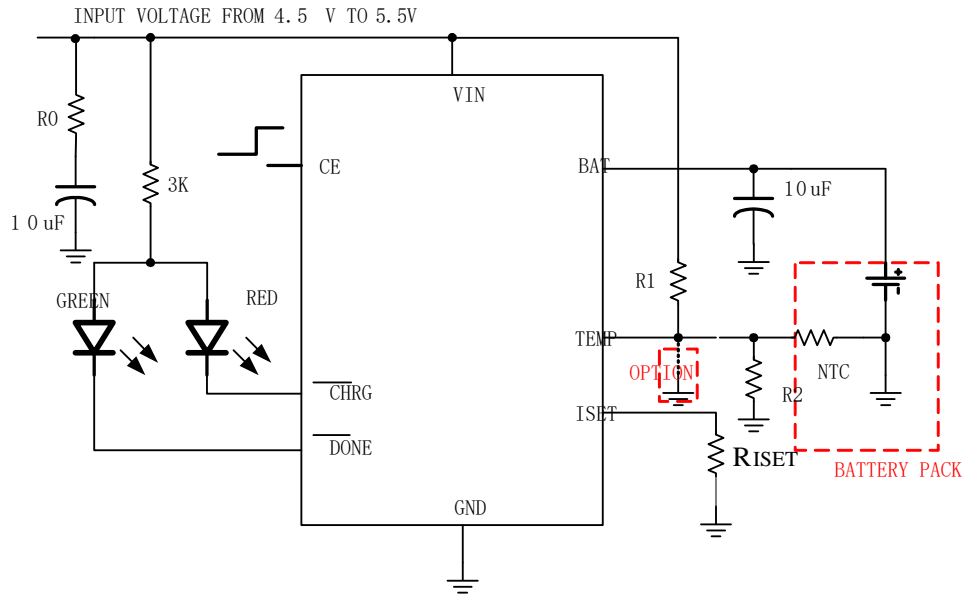 INPUT VOLTAGE FROM 4.5 V TO 5.5V
VIN
R0
CE
BAT
3K
10uF
10uF
R1
GREEN
RED
+
TEMP
OPTION
NTC
CHRG
R2
ISET
DONE
RISET
BATTERY PACK
GND